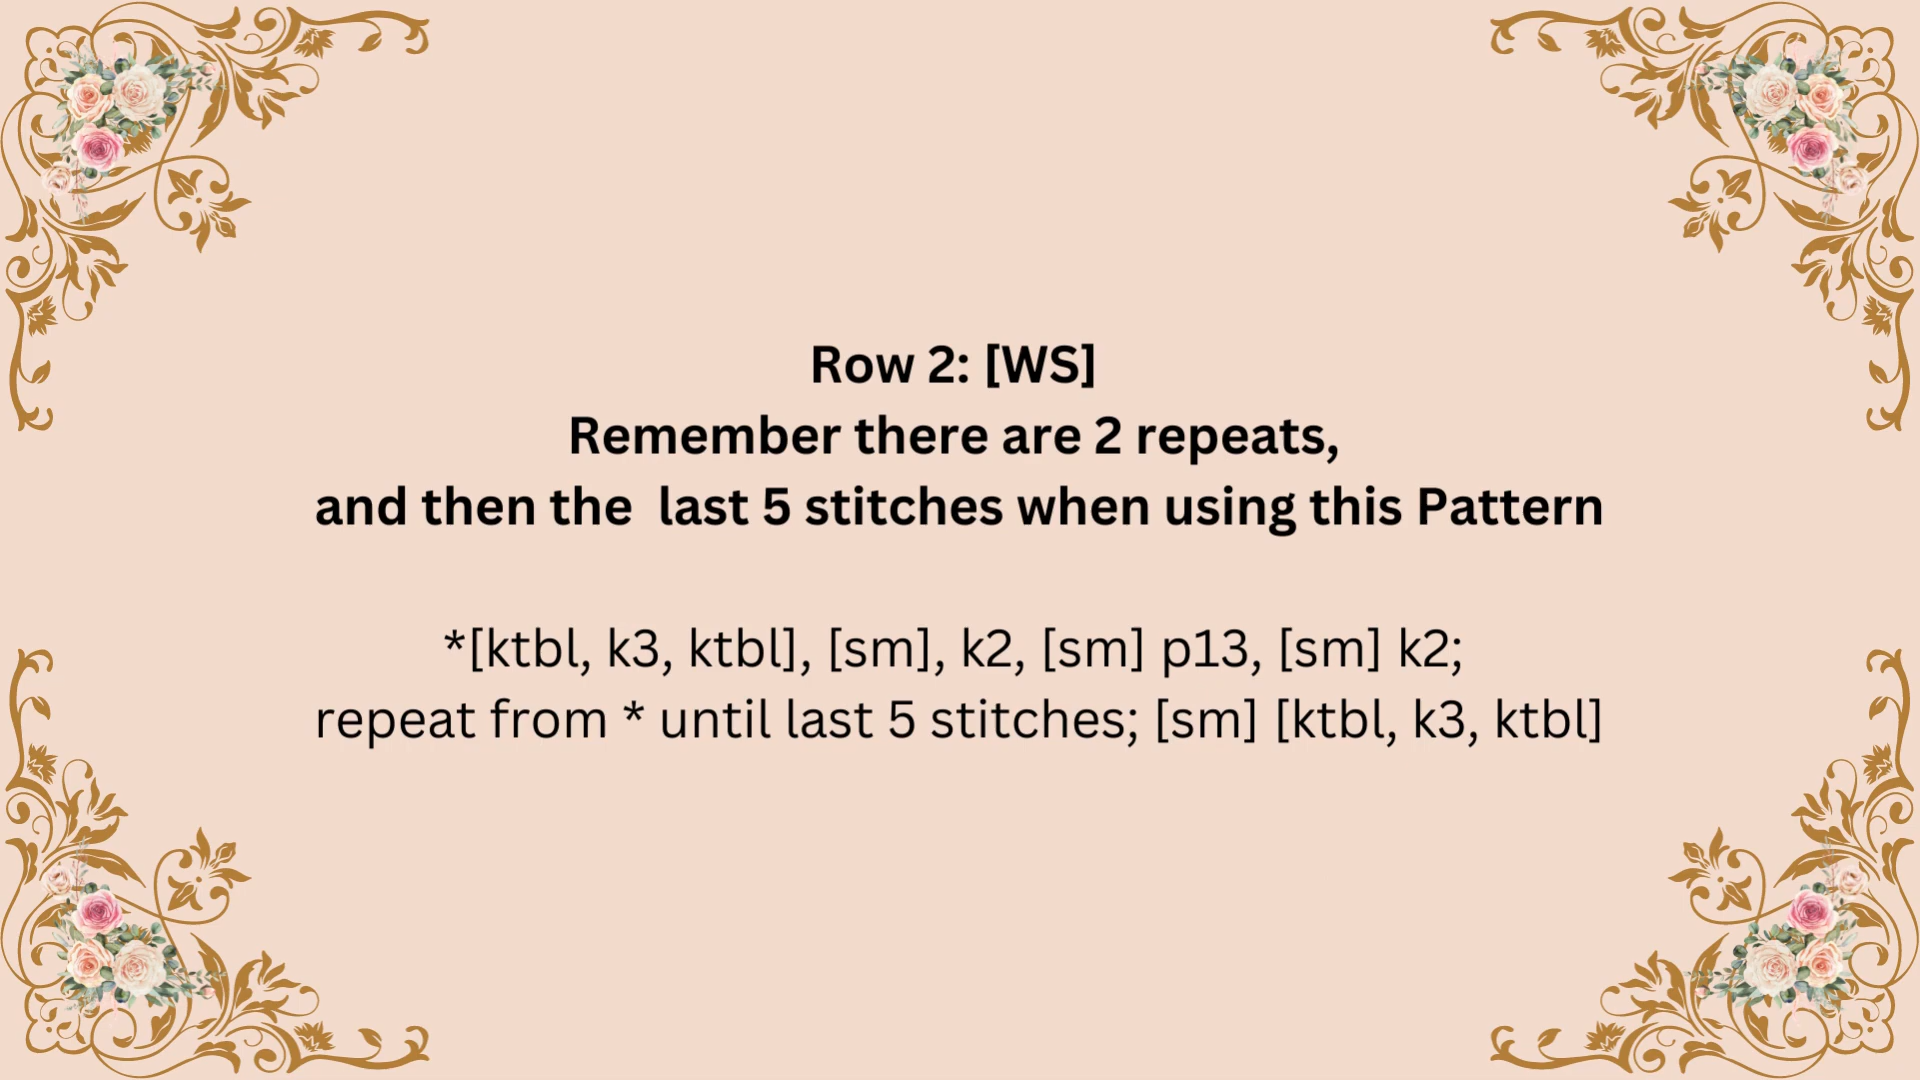 Row 2: [WS]
Remember there are 2 repeats,
and then the  last 5 stitches when using this Pattern
*[ktbl, k3, ktbl], [sm], k2, [sm] p13, [sm] k2;
repeat from * until last 5 stitches; [sm] [ktbl, k3, ktbl]